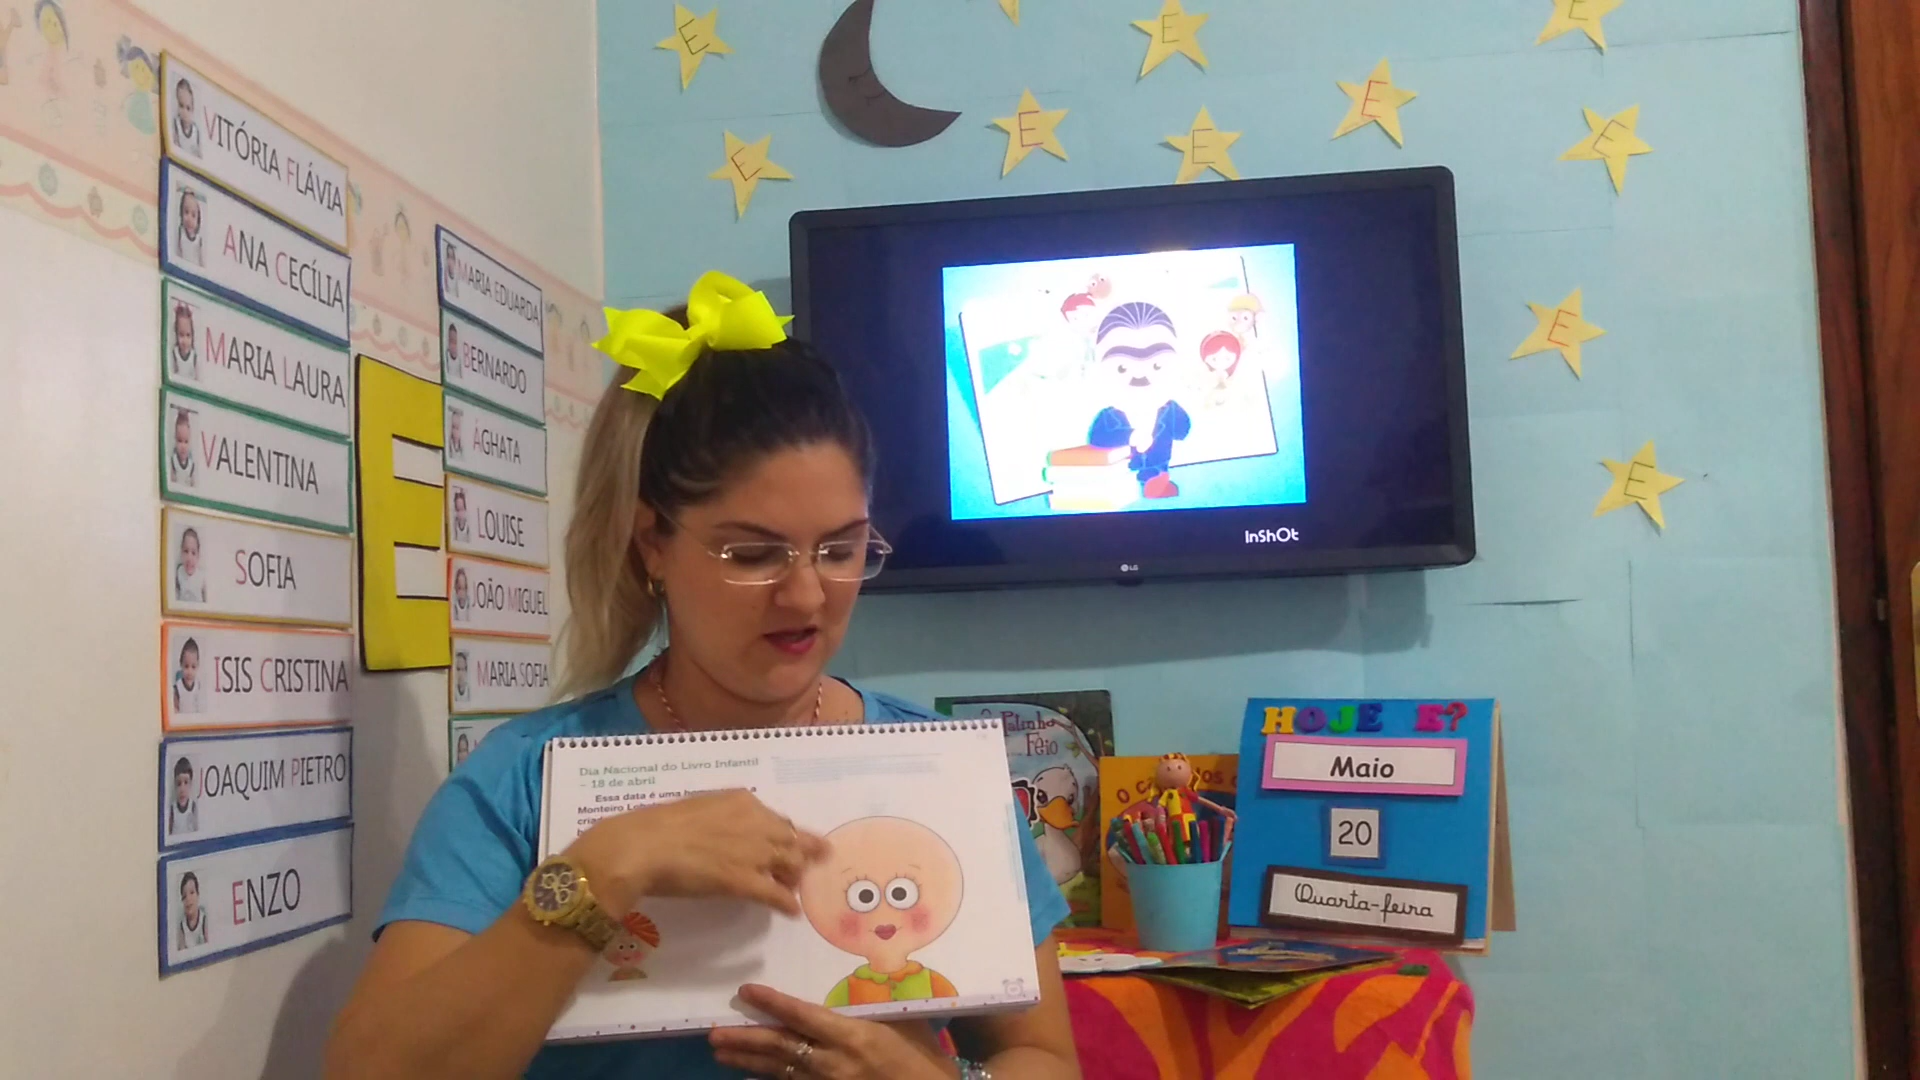 VITÓRIA FLÁVIA
ANA CECÍLIA
MARIA LAURA
VALENTINA
SOFIA
ISIS CRISTINA
JOAQUIM PIETRO
ENZO
E
MARIA EDUARDA
BERNARDO
ÁGHATA
LOUISE
JOÃO MIGUEL
MARIA SOFIA
E
E
E
E
E
E
E
E
E
E
InShOt
LG
Dia Nacional do Livro Infantil
– 18 de abril
Essa data é uma a
Monteiro
O Patinho
Feio
O
HOJE É?
Maio
20
Quarta-feira